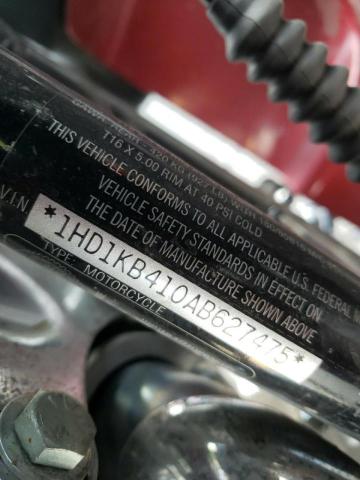 T16 X 5.00 RIM AT 40 PSI COLD
THIS VEHICLE CONFORMS TO ALL APPLICABLE U.S. FEDERAL
VEHICLE SAFETY STANDARDS IN EFFECT ON
THE DATE OF MANUFACTURE SHOWN ABOVE
V.I.N *1HD1KB410AB627475*
TYPE: MOTORCYCLE